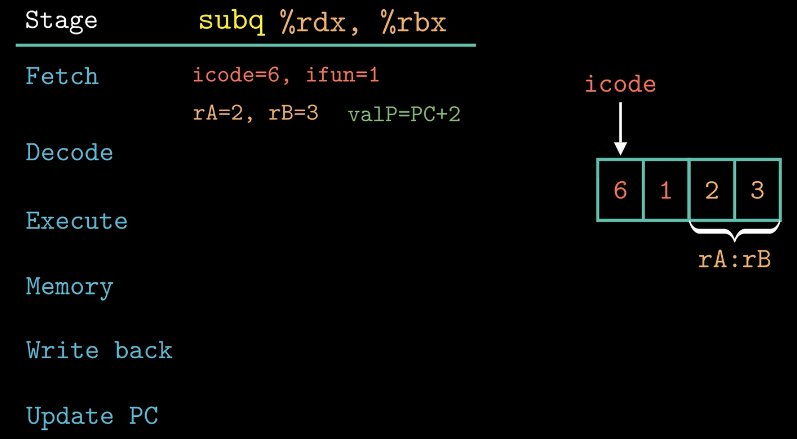 Stage subq %rdx, %rbx
Fetch icode=6, ifun=1
rA=2, rB=3 valP=PC+2
Decode
Execute
Memory
Write back
Update PC
icode
6 1 2 3
rA:rB